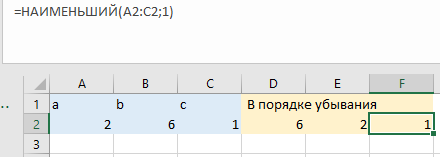 =НАИМЕНЬШИЙ(A2:C2;1)
A B C D E F
1 a b c В порядке убывания
2 2 6 1 6 2 1
3